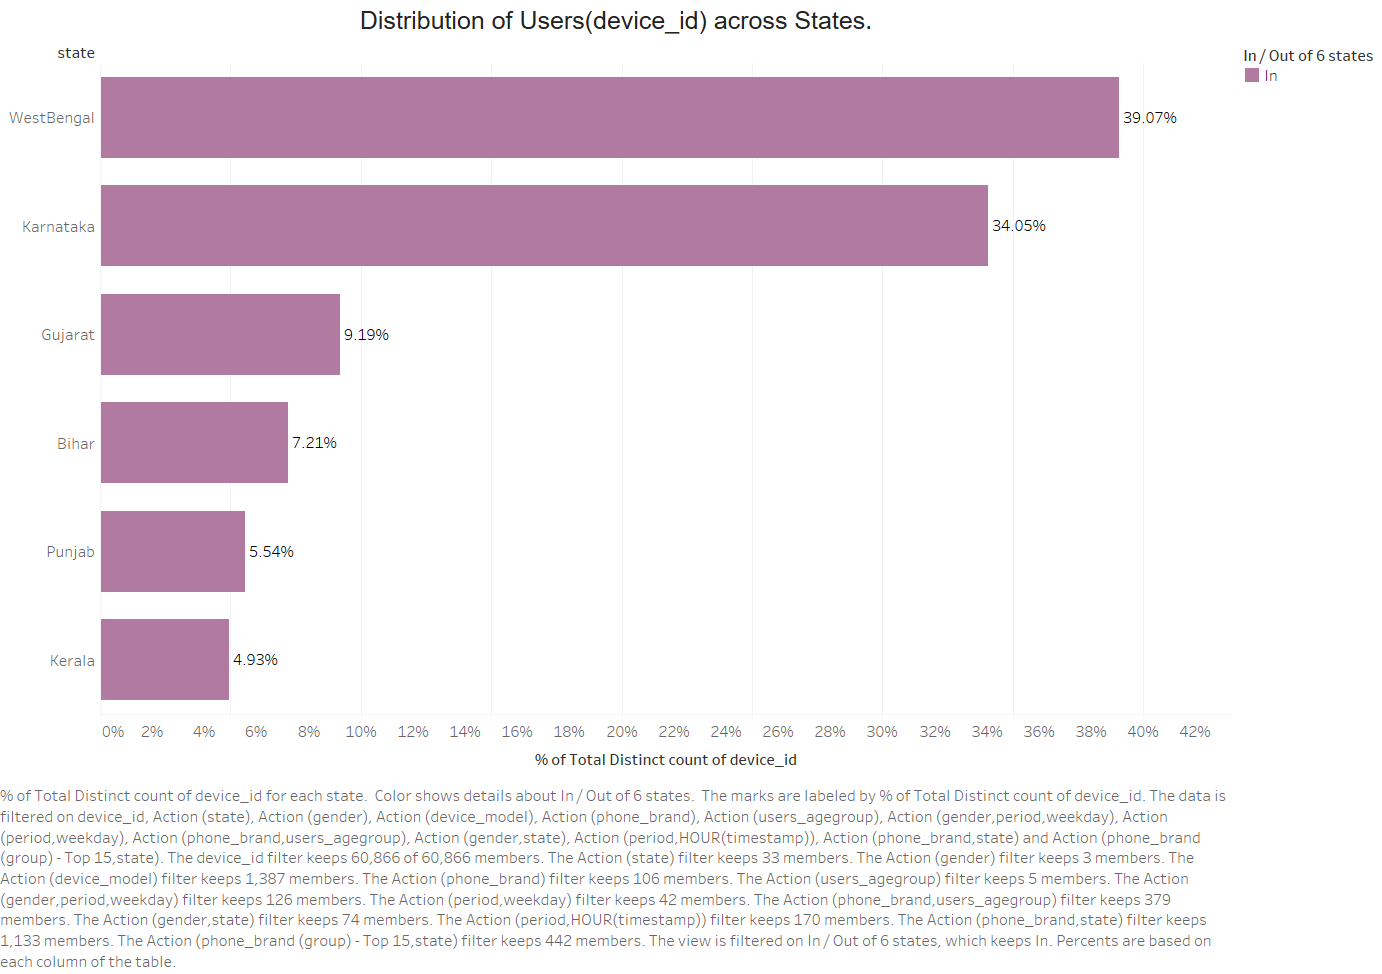 Distribution of Users(device_id) across States.
state
In / Out of 6 states
In
WestBengal
39.07%
Karnataka
34.05%
Gujarat
9.19%
Bihar
7.21%
Punjab
5.54%
Kerala
4.93%
0% 2% 4% 6% 8% 10% 12% 14% 16% 18% 20% 22% 24% 26% 28% 30% 32% 34% 36% 38% 40% 42%
% of Total Distinct count of device_id
% of Total Distinct count of device_id for each state. Color shows details about In / Out of 6 states. The marks are labeled by % of Total Distinct count of device_id. The data is
filtered on device_id, Action (state), Action (gender), Action (device_model), Action (phone_brand), Action (users_agegroup), Action (gender,period,weekday), Action
(period,weekday), Action (phone_brand,users_agegroup), Action (gender,state), Action (period,HOUR(timestamp)), Action (phone_brand,state) and Action (phone_brand
(group) - Top 15,state). The device_id filter keeps 60,866 of 60,866 members. The Action (state) filter keeps 33 members. The Action (gender) filter keeps 3 members. The
Action (device_model) filter keeps 1,387 members. The Action (phone_brand) filter keeps 106 members. The Action (users_agegroup) filter keeps 5 members. The Action
(gender,period,weekday) filter keeps 126 members. The Action (period,weekday) filter keeps 42 members. The Action (phone_brand,users_agegroup) filter keeps 379
members. The Action (gender,state) filter keeps 74 members. The Action (period,HOUR(timestamp)) filter keeps 170 members. The Action (phone_brand,state) filter keeps
1,133 members. The Action (phone_brand (group) - Top 15,state) filter keeps 442 members. The view is filtered on In / Out of 6 states, which keeps In. Percents are based on
each column of the table.